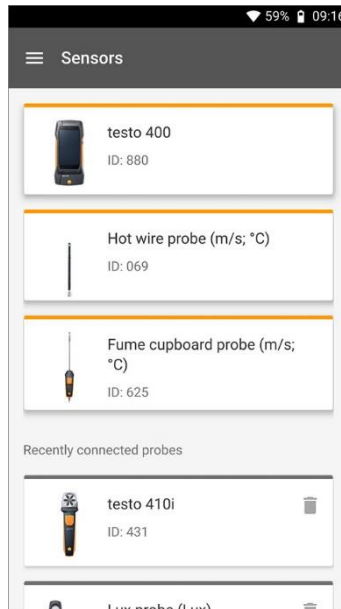 59% 09:16
Sensors
testo 400
ID: 880
Hot wire probe (m/s; °C)
ID: 069
Fume cupboard probe (m/s;
°C)
ID: 625
Recently connected probes
testo 410i
ID: 431
Lux probe (Lux)